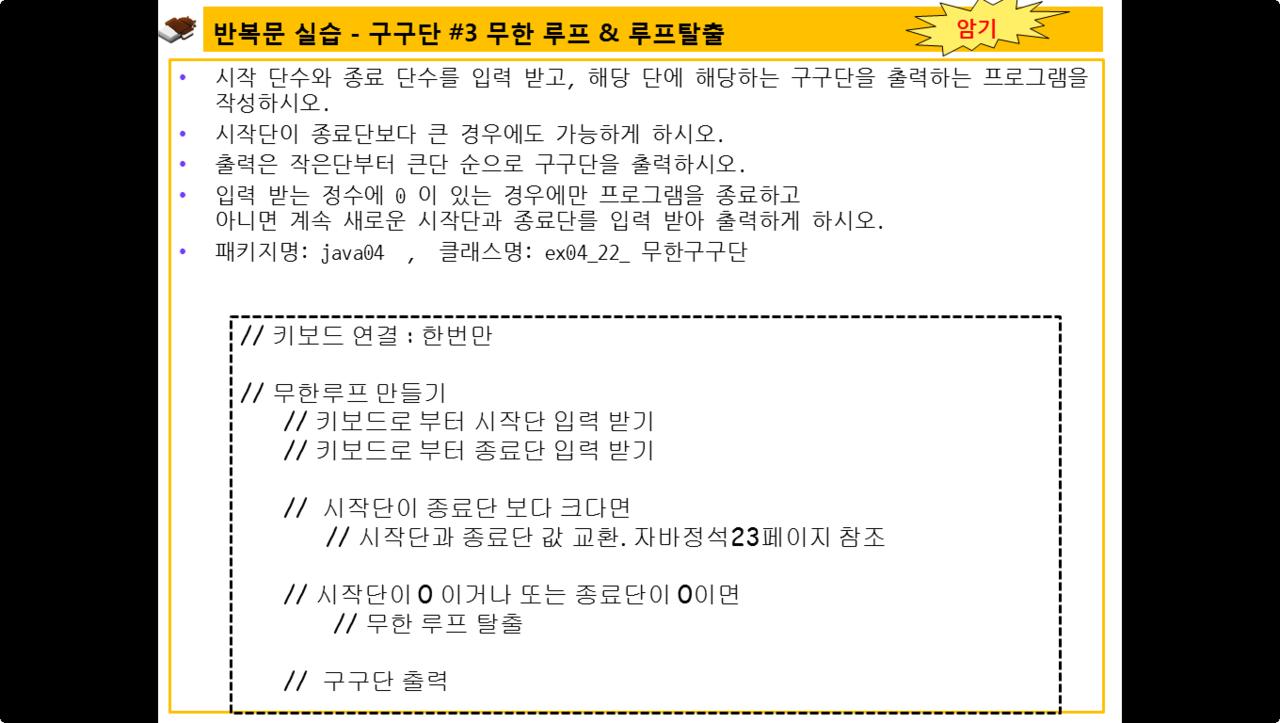 반복문 실습 - 구구단 #3 무한 루프 & 루프탈출
암기
• 시작 단수와 종료 단수를 입력 받고, 해당 단에 해당하는 구구단을 출력하는 프로그램을
작성하시오.
• 시작단이 종료단보다 큰 경우에도 가능하게 하시오.
• 출력은 작은단부터 큰단 순으로 구구단을 출력하시오.
• 입력 받는 정수에 0 이 있는 경우에만 프로그램을 종료하고
아니면 계속 새로운 시작단과 종료단를 입력 받아 출력하게 하시오.
• 패키지명: java04 , 클래스명: ex04_22_ 무한구구단
// 키보드 연결 : 한번만
// 무한루프 만들기
// 키보드로 부터 시작단 입력 받기
// 키보드로 부터 종료단 입력 받기
// 시작단이 종료단 보다 크다면
// 시작단과 종료단 값 교환. 자바정석23페이지 참조
// 시작단이 0 이거나 또는 종료단이 0이면
// 무한 루프 탈출
// 구구단 출력